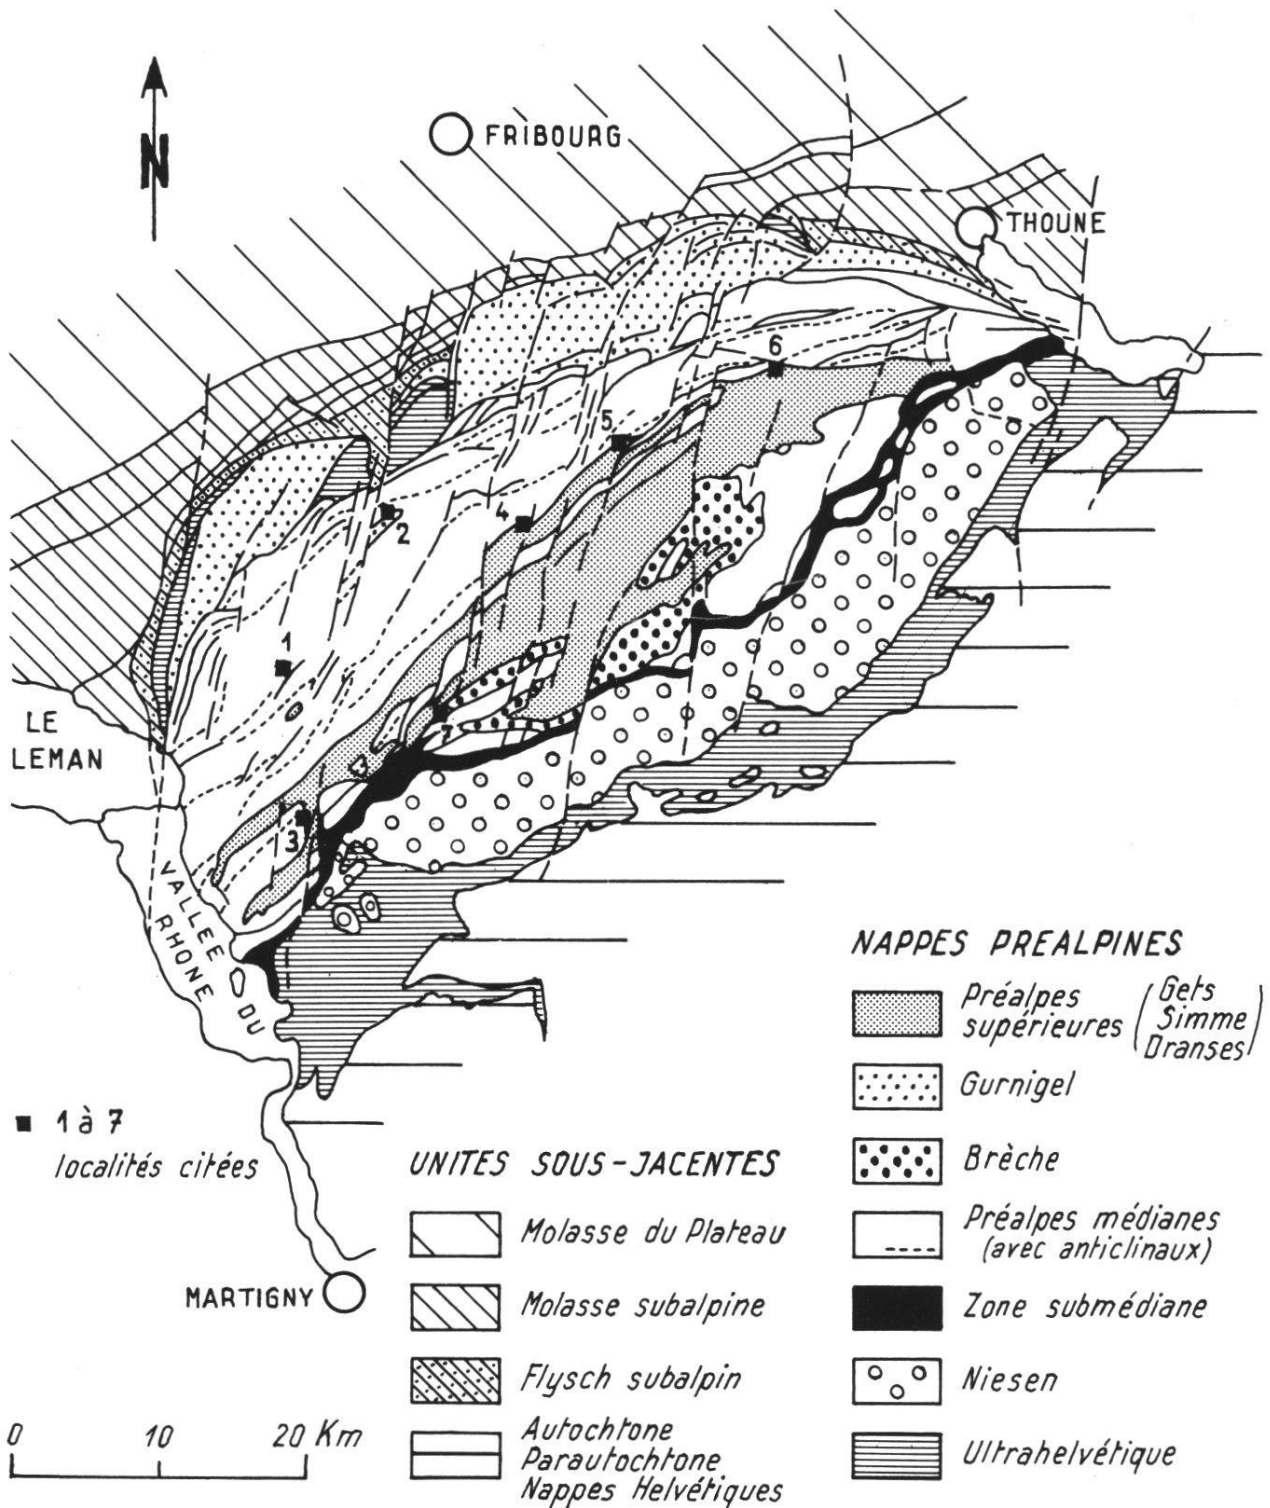 N
FRIBOURG
THOUNE
6
5
4
2
1
7
3
LE
LEMAN
VALLEE DU
RHONE
MARTIGNY
■ 1 à 7
localités citées
0 10 20 Km
UNITES SOUS-JACENTES
Molasse du Plateau
Molasse subalpine
Flysch subalpin
Autochtone
Parautochtone
Nappes Helvétiques
NAPPES PREALPINES
Préalpes
supérieures
(Gets
Simme
Dranses)
Gurnigel
Brèche
Préalpes médianes
(avec anticlinaux)
Zone submédiane
Niesen
Ultrahelvétique